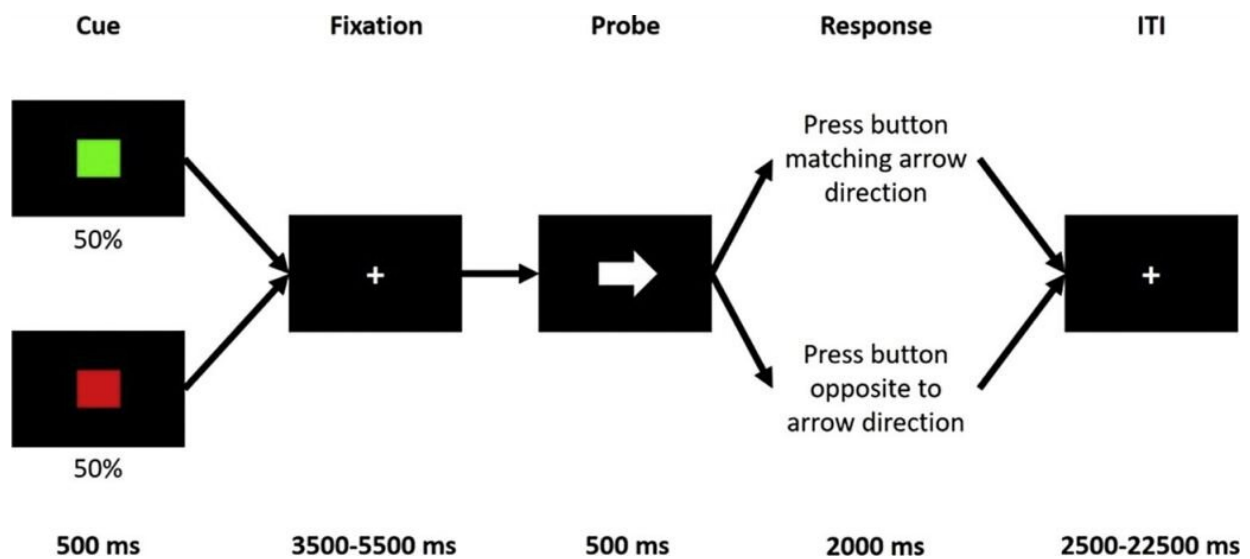 Cue Fixation Probe Response ITI
Press button
matching arrow
direction
50%
+
+
Press button
opposite to
arrow direction
50%
500 ms 3500-5500 ms 500 ms 2000 ms 2500-22500 ms